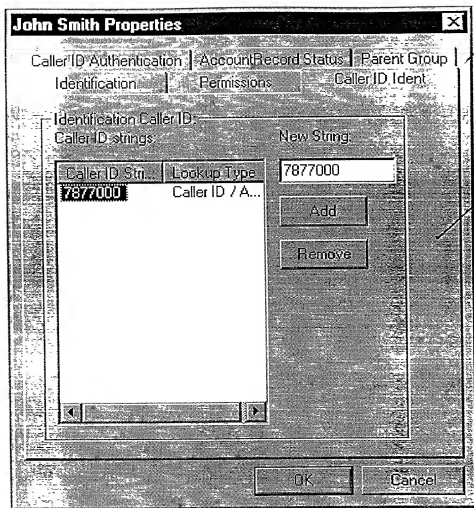 John Smith Properties
Caller ID Authentication AccountRecord Status Parent Group
Identification Permissions Caller ID Ident
Identification Caller ID:
Caller ID strings: New String:
Caller ID Stri... Lookup Type 7877000
7877000 Caller ID / A...
Add
Remove
OK Cancel